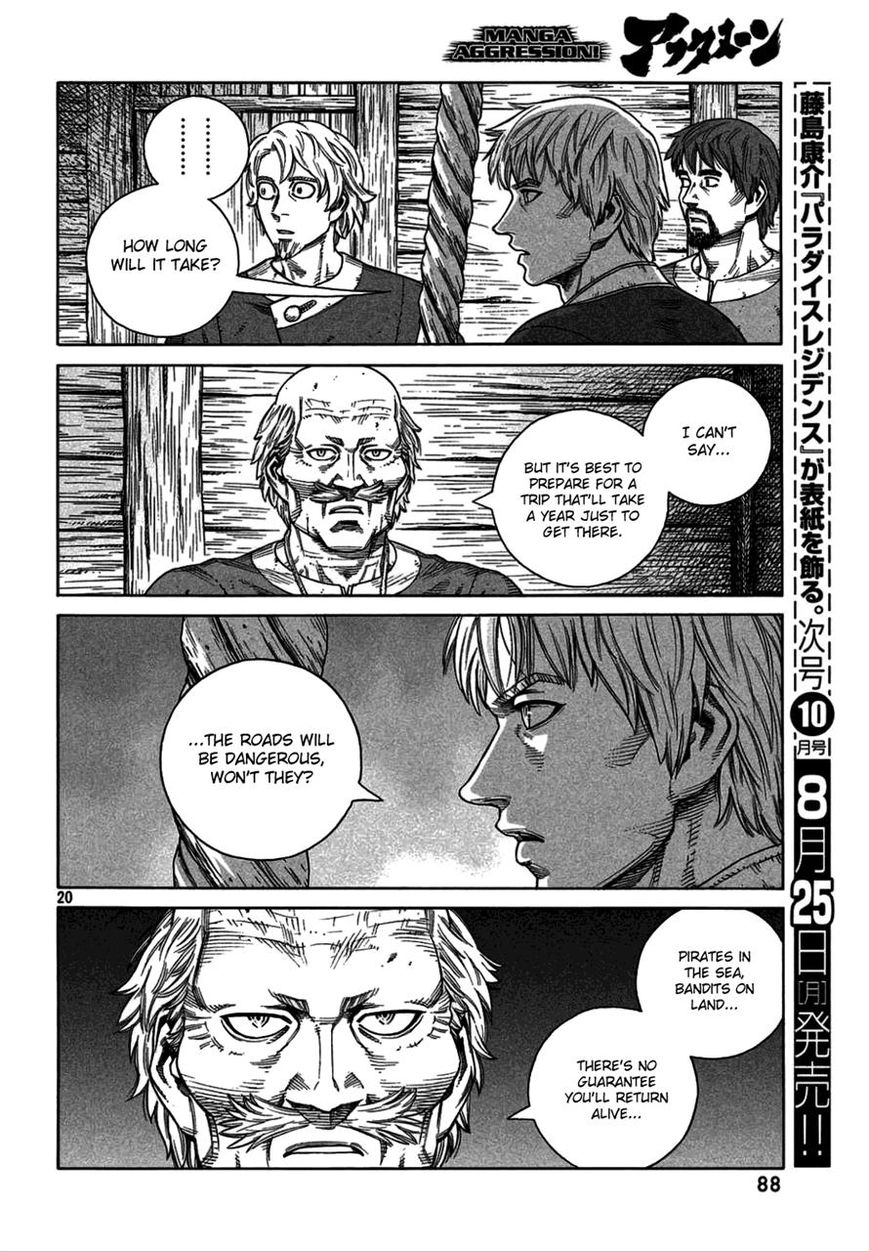 MANGA
AGGRESSION!
アフタヌーン
………
HOW LONG
WILL IT TAKE?
I CAN'T
SAY...
BUT IT'S BEST TO
PREPARE FOR A
TRIP THAT'LL TAKE
A YEAR JUST TO
GET THERE.
...THE ROADS WILL
BE DANGEROUS,
WON'T THEY?
20
PIRATES IN
THE SEA,
BANDITS ON
LAND...
THERE'S NO
GUARANTEE
YOU'LL RETURN
ALIVE...
藤島康介『パラダイスレジデンス』が表紙を飾る。次号10月号8月25日[月]発売!!
88